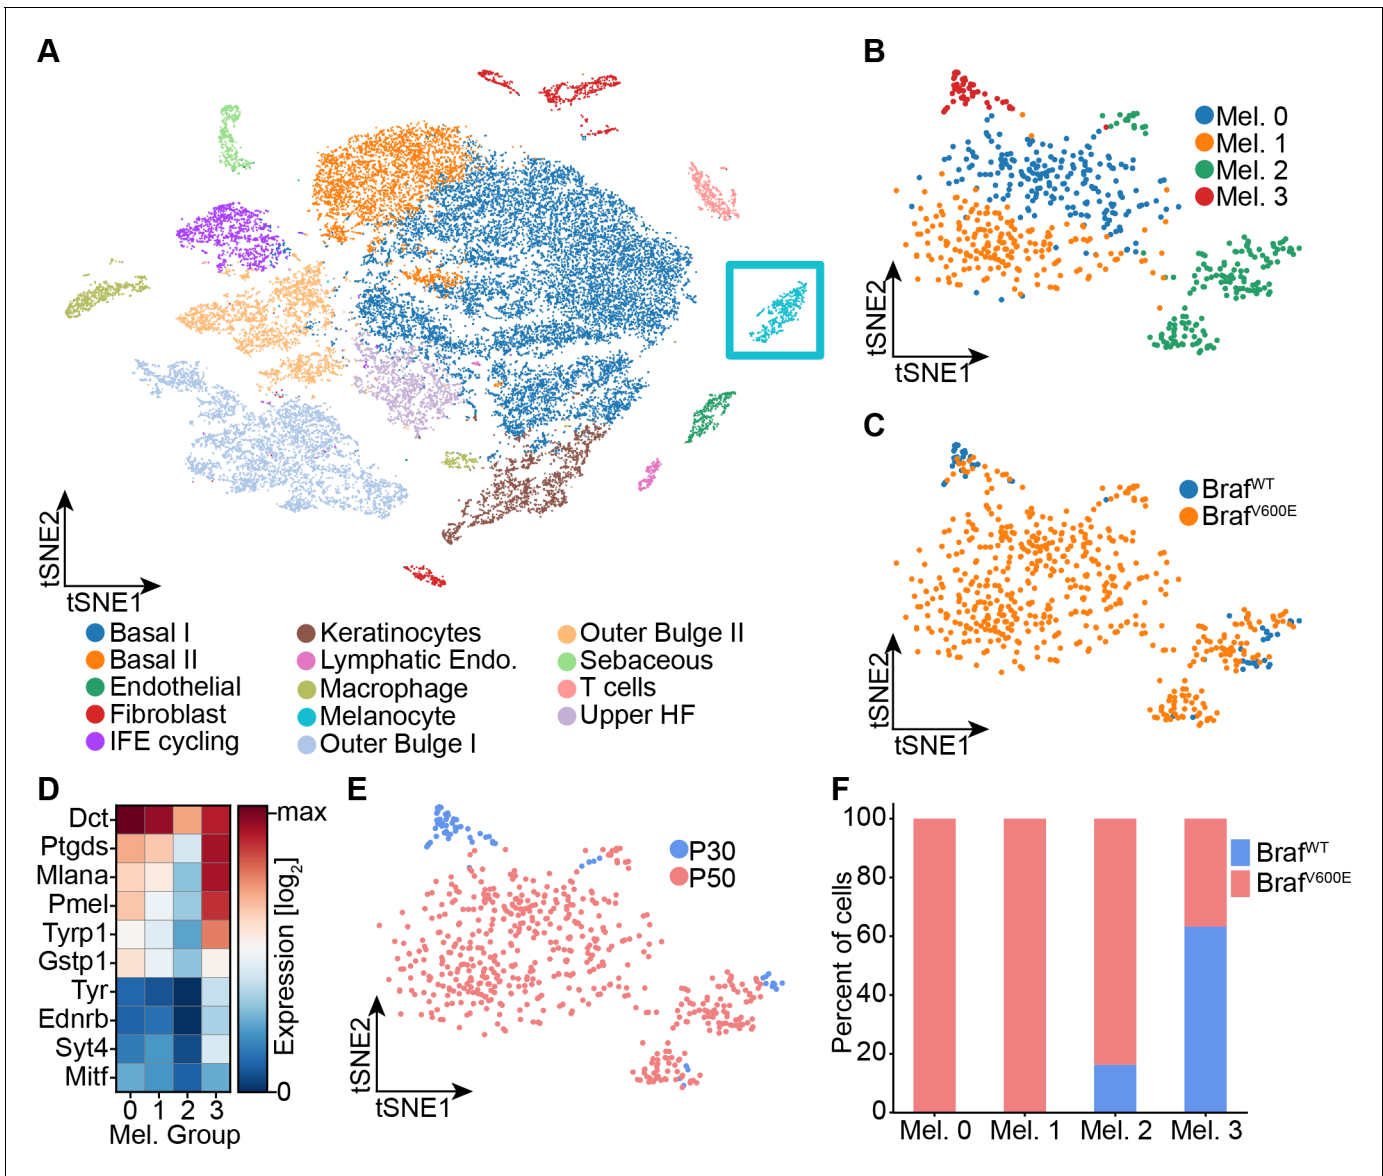 A
tSNE2
tSNE1
Basal I
Basal II
Endothelial
Fibroblast
IFE cycling
Keratinocytes
Lymphatic Endo.
Macrophage
Melanocyte
Outer Bulge I
Outer Bulge II
Sebaceous
T cells
Upper HF
B
Mel. 0
Mel. 1
Mel. 2
Mel. 3
tSNE2
tSNE1
C
Braf^WT
Braf^V600E
tSNE2
tSNE1
D
Dct
Ptgds
Mlana
Pmel
Tyrp1
Gstp1
Tyr
Ednrb
Syt4
Mitf
0 1 2 3
Mel. Group
max
0
Expression [log₂]
E
P30
P50
tSNE2
tSNE1
F
Percent of cells
100
80
60
40
20
0
Mel. 0 Mel. 1 Mel. 2 Mel. 3
Braf^WT
Braf^V600E